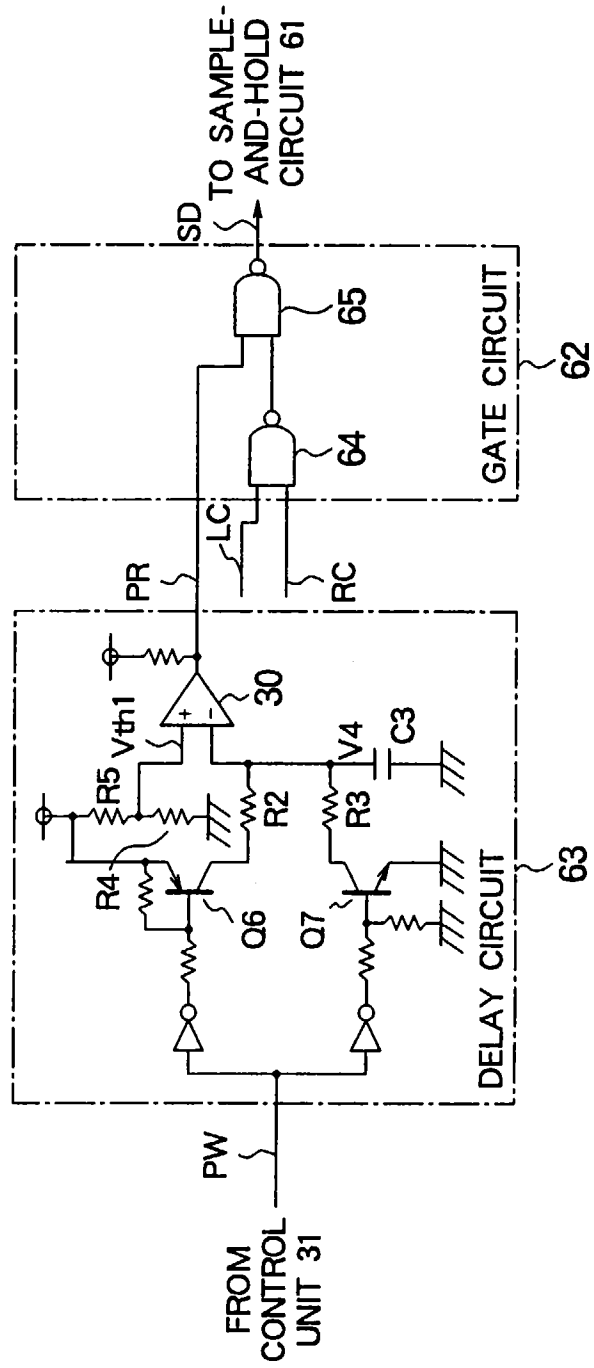 FROM
CONTROL
UNIT 31
PW
DELAY CIRCUIT
63
Q6
Q7
R4
R5
R2
R3
Vth1
V4
C3
+
−
30
PR
LC
RC
64
65
GATE CIRCUIT
62
SD
TO SAMPLE-
AND-HOLD
CIRCUIT 61